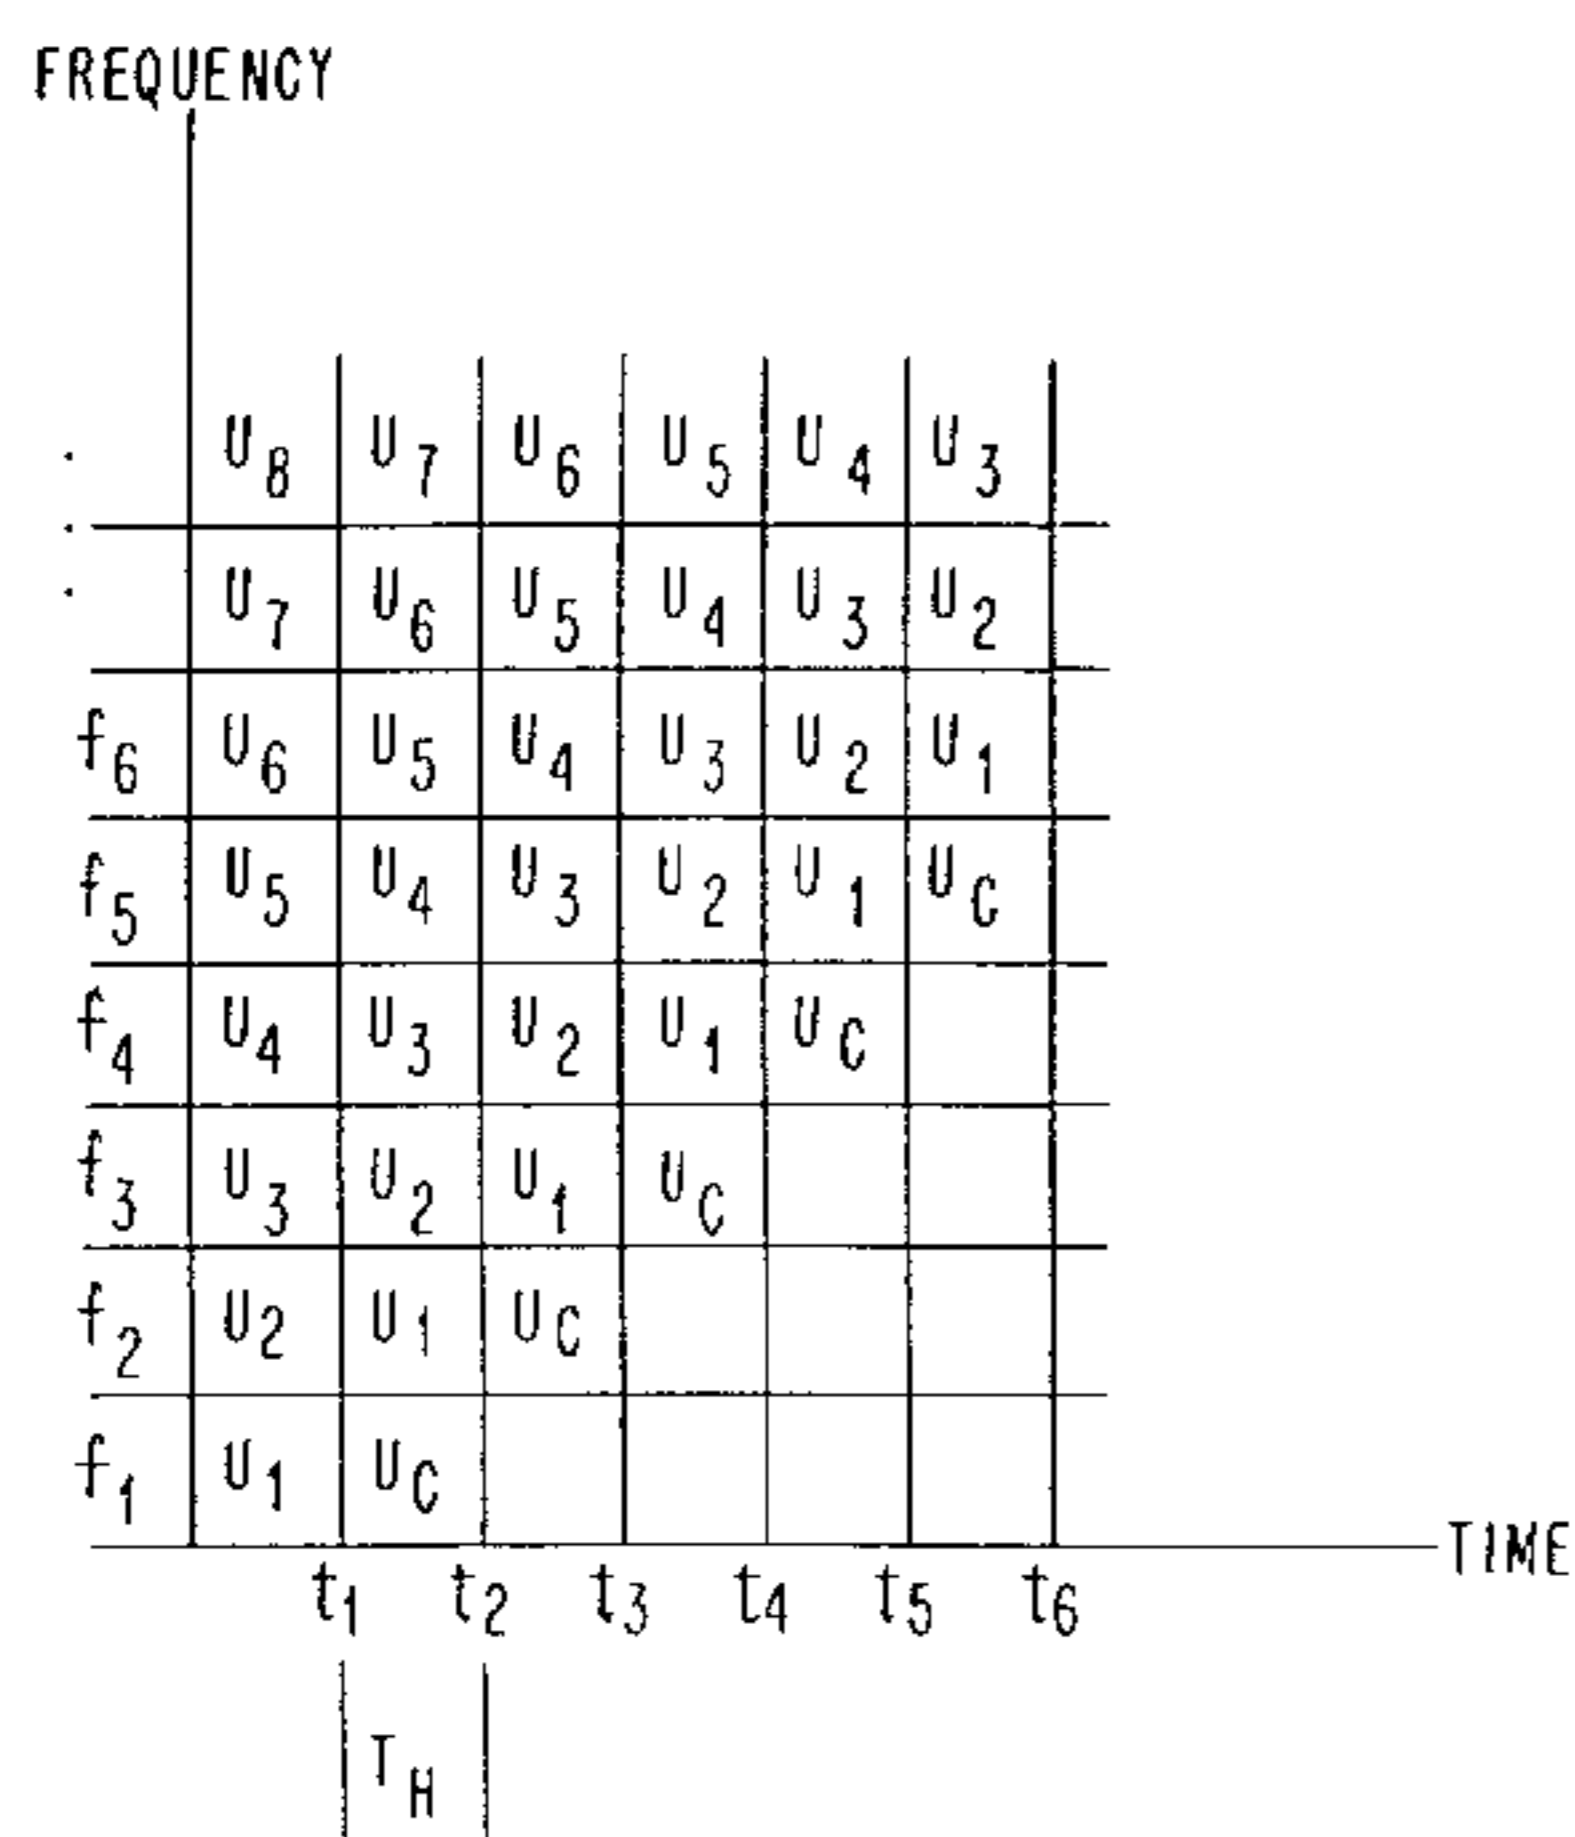 FREQUENCY
. U8 U7 U6 U5 U4 U3
.
. U7 U6 U5 U4 U3 U2
f6 U6 U5 U4 U3 U2 U1
f5 U5 U4 U3 U2 U1 UC
f4 U4 U3 U2 U1 UC
f3 U3 U2 U1 UC
f2 U2 U1 UC
f1 U1 UC
TIME
t1 t2 t3 t4 t5 t6
TH